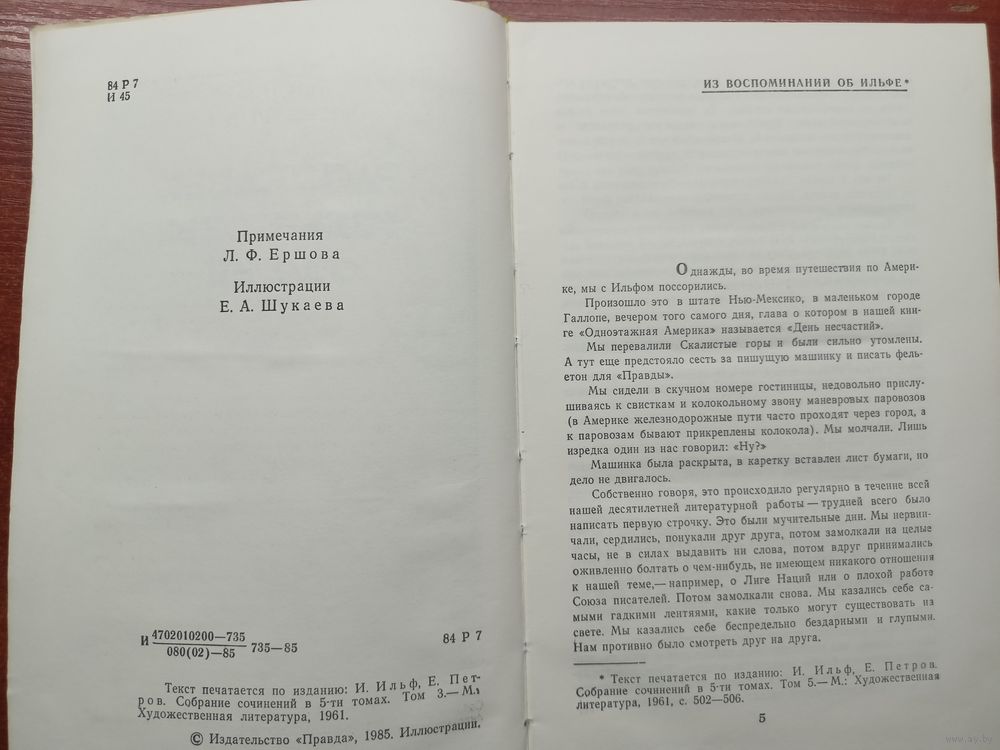 84 Р 7
И 45
Примечания
Л. Ф. Ершова
Иллюстрации
Е. А. Шукаева
И 4702010200—735
080(02)—85
735—85
84 Р 7
Текст печатается по изданию: И. Ильф, Е. Пет-
ров. Собрание сочинений в 5-ти томах. Том 3.— М.:
Художественная литература, 1961.
© Издательство «Правда», 1985. Иллюстрации.
ИЗ ВОСПОМИНАНИЙ ОБ ИЛЬФЕ*
Однажды, во время путешествия по Амери-
ке, мы с Ильфом поссорились.
Произошло это в штате Нью-Мексико, в маленьком городе
Галлопе, вечером того самого дня, глава о котором в нашей кни-
ге «Одноэтажная Америка» называется «День несчастий».
Мы перевалили Скалистые горы и были сильно утомлены.
А тут еще предстояло сесть за пишущую машинку и писать фель-
етон для «Правды».
Мы сидели в скучном номере гостиницы, недовольно прислу-
шиваясь к свисткам и колокольному звону маневровых паровозов
(в Америке железнодорожные пути часто проходят через город, а
к паровозам бывают прикреплены колокола). Мы молчали. Лишь
изредка один из нас говорил: «Ну?»
Машинка была раскрыта, в каретку вставлен лист бумаги, но
дело не двигалось.
Собственно говоря, это происходило регулярно в течение всей
нашей десятилетней литературной работы — трудней всего было
написать первую строчку. Это были мучительные дни. Мы нервни-
чали, сердились, понукали друг друга, потом замолкали на целые
часы, не в силах выдавить ни слова, потом вдруг принимались
оживленно болтать о чем-нибудь, не имеющем никакого отношения
к нашей теме,— например, о Лиге Наций или о плохой работе
Союза писателей. Потом замолкали снова. Мы казались себе са-
мыми гадкими лентяями, какие только могут существовать на
свете. Мы казались себе беспредельно бездарными и глупыми.
Нам противно было смотреть друг на друга.
* Текст печатается по изданию: И. Ильф, Е. Петров.
Собрание сочинений в 5-ти томах. Том 5.— М.: Художественная
литература, 1961, с. 502—506.
5
www.ay.by